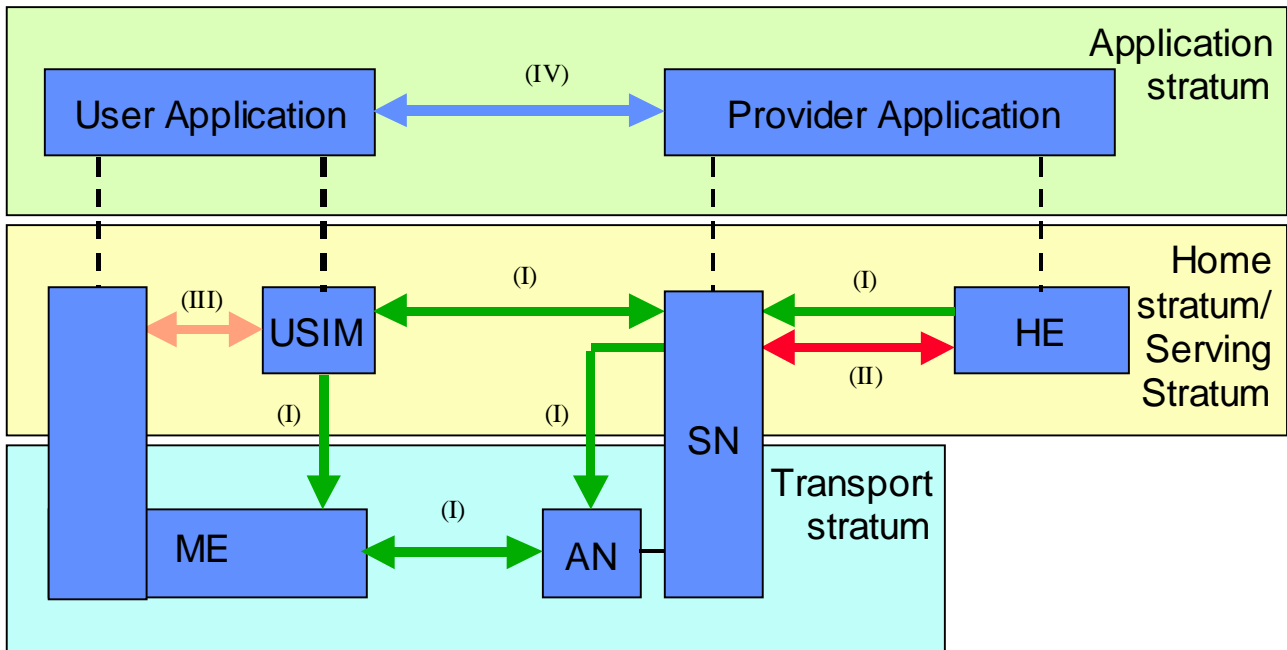 Application
stratum
(IV)
User Application
Provider Application
Home
stratum/
Serving
Stratum
(III)
(I)
(I)
USIM
HE
(II)
(I)
(I)
SN
Transport
stratum
(I)
ME
AN